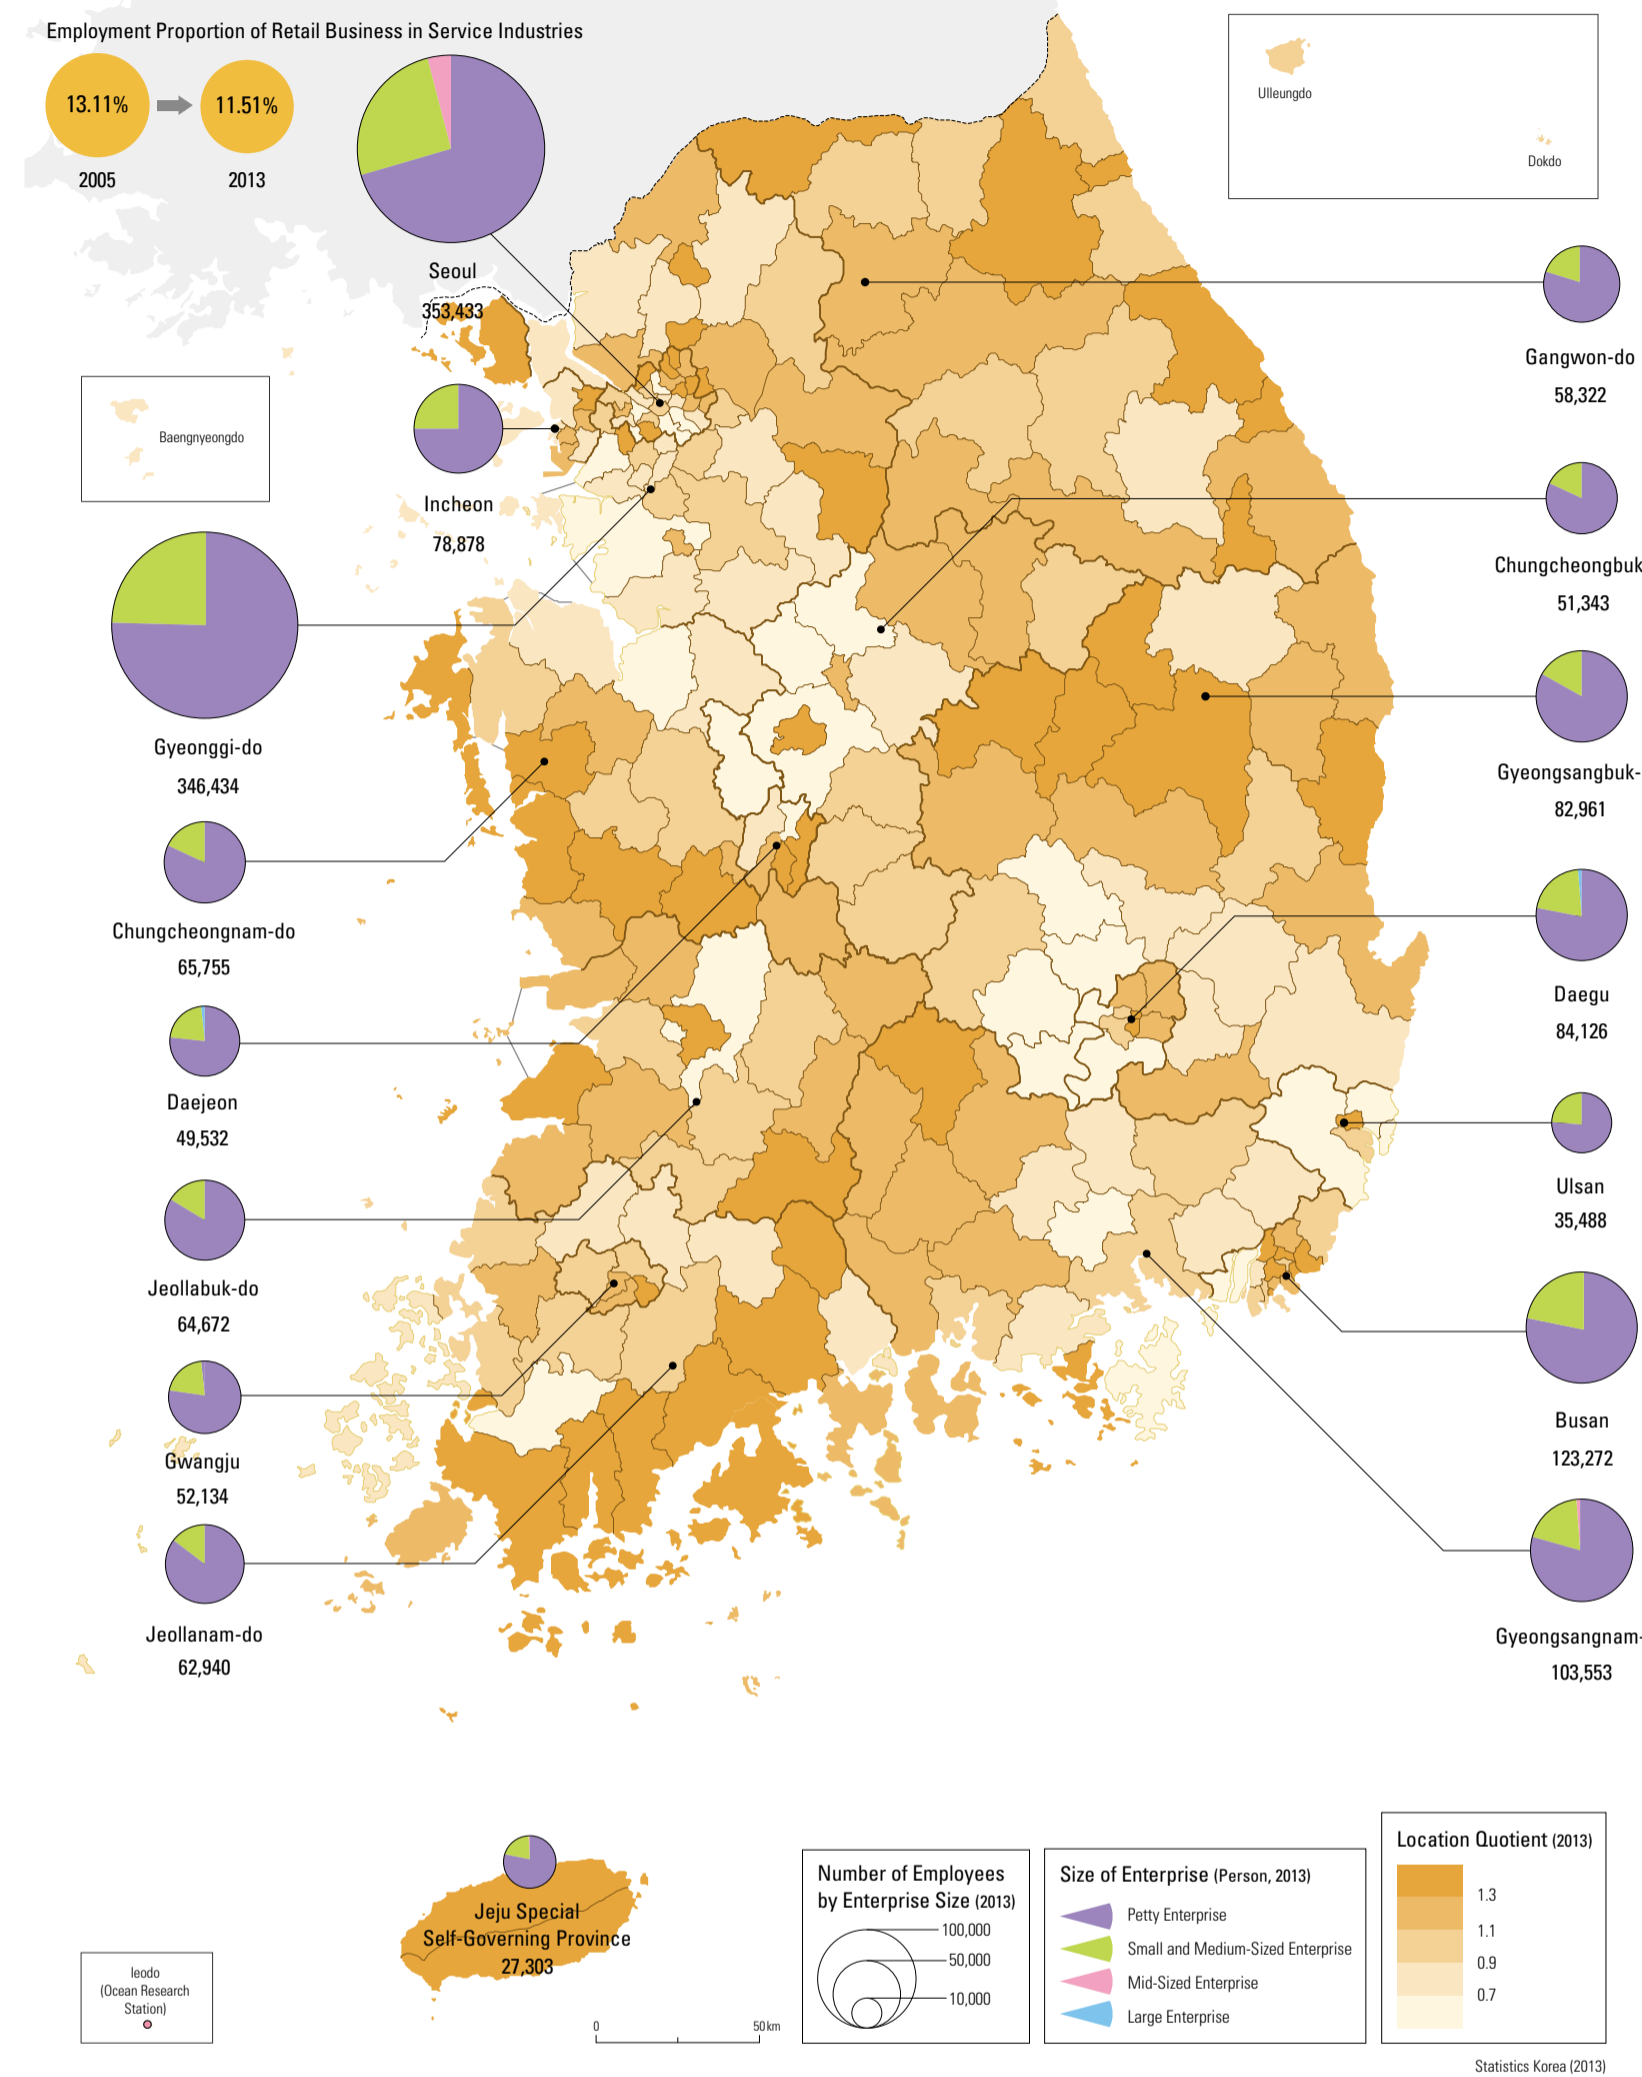 Employment Proportion of Retail Business in Service Industries
13.11%
11.51%
2005
2013
Ulleungdo
Dokdo
Seoul
353,433
Gangwon-do
58,322
Baengnyeongdo
Incheon
78,878
Chungcheongbuk
51,343
Gyeonggi-do
346,434
Gyeongsangbuk-
82,961
Chungcheongnam-do
65,755
Daegu
84,126
Daejeon
49,532
Ulsan
35,488
Jeollabuk-do
64,672
Busan
123,272
Gwangju
52,134
Jeollanam-do
62,940
Gyeongsangnam-
103,553
Jeju Special
Self-Governing Province
27,303
Ieodo
(Ocean Research
Station)
0
50km
Number of Employees
by Enterprise Size (2013)
100,000
50,000
10,000
Size of Enterprise (Person, 2013)
Petty Enterprise
Small and Medium-Sized Enterprise
Mid-Sized Enterprise
Large Enterprise
Location Quotient (2013)
1.3
1.1
0.9
0.7
Statistics Korea (2013)